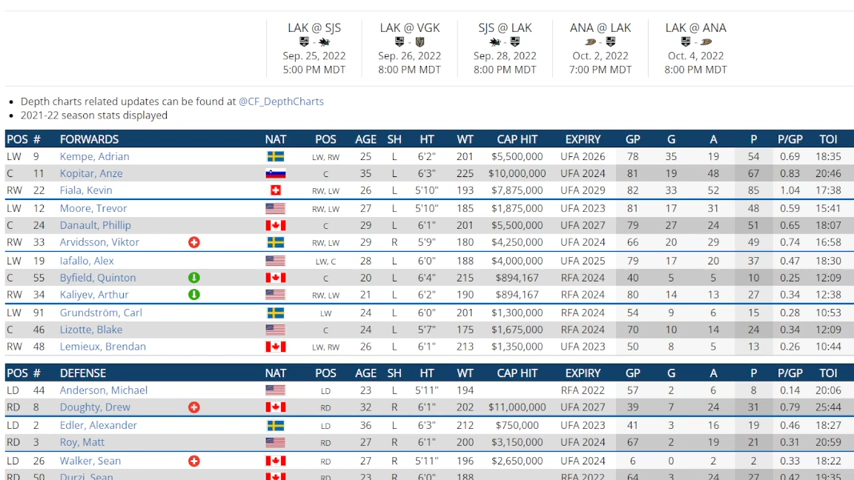 LAK @ SJS LAK @ VGK SJS @ LAK ANA @ LAK LAK @ ANA
Sep. 25, 2022 Sep. 26, 2022 Sep. 28, 2022 Oct. 2, 2022 Oct. 4, 2022
5:00 PM MDT 8:00 PM MDT 8:00 PM MDT 7:00 PM MDT 8:00 PM MDT
• Depth charts related updates can be found at @CF_DepthCharts
• 2021-22 season stats displayed
POS # FORWARDS NAT POS AGE SH HT WT CAP HIT EXPIRY GP G A P P/GP TOI
LW 9 Kempe, Adrian LW, RW 25 L 6'2" 201 $5,500,000 UFA 2026 78 35 19 54 0.69 18:35
C 11 Kopitar, Anze C 35 L 6'3" 225 $10,000,000 UFA 2024 81 19 48 67 0.83 20:46
RW 22 Fiala, Kevin RW, LW 26 L 5'10" 193 $7,875,000 UFA 2029 82 33 52 85 1.04 17:38
LW 12 Moore, Trevor RW, LW 27 L 5'10" 185 $1,875,000 UFA 2023 81 17 31 48 0.59 15:41
C 24 Danault, Phillip C 29 L 6'1" 201 $5,500,000 UFA 2027 79 27 24 51 0.65 18:07
RW 33 Arvidsson, Viktor RW, LW 29 R 5'9" 180 $4,250,000 UFA 2024 66 20 29 49 0.74 16:58
LW 19 Iafallo, Alex LW, C 28 L 6'0" 188 $4,000,000 UFA 2025 79 17 20 37 0.47 18:30
C 55 Byfield, Quinton C 20 L 6'4" 215 $894,167 RFA 2024 40 5 5 10 0.25 12:09
RW 34 Kaliyev, Arthur RW, LW 21 L 6'2" 190 $894,167 RFA 2024 80 14 13 27 0.34 12:38
LW 91 Grundström, Carl LW 24 L 6'0" 201 $1,300,000 RFA 2024 54 9 6 15 0.28 10:53
C 46 Lizotte, Blake C 24 L 5'7" 175 $1,675,000 RFA 2024 70 10 14 24 0.34 12:09
RW 48 Lemieux, Brendan LW, RW 26 L 6'1" 213 $1,350,000 UFA 2023 50 8 5 13 0.26 10:44
POS # DEFENSE NAT POS AGE SH HT WT CAP HIT EXPIRY GP G A P P/GP TOI
LD 44 Anderson, Michael LD 23 L 5'11" 194 RFA 2022 57 2 6 8 0.14 20:06
RD 8 Doughty, Drew RD 32 R 6'1" 202 $11,000,000 UFA 2027 39 7 24 31 0.79 25:44
LD 2 Edler, Alexander LD 36 L 6'3" 212 $750,000 UFA 2023 41 3 16 19 0.46 18:27
RD 3 Roy, Matt RD 27 R 6'1" 200 $3,150,000 UFA 2024 67 2 19 21 0.31 20:59
LD 26 Walker, Sean RD 27 R 5'11" 196 $2,650,000 UFA 2024 6 0 2 2 0.33 18:22
RD 50 Durzi, Sean RD 23 R 6'0" 188 RFA 2022 64 3 24 27 0.42 19:35